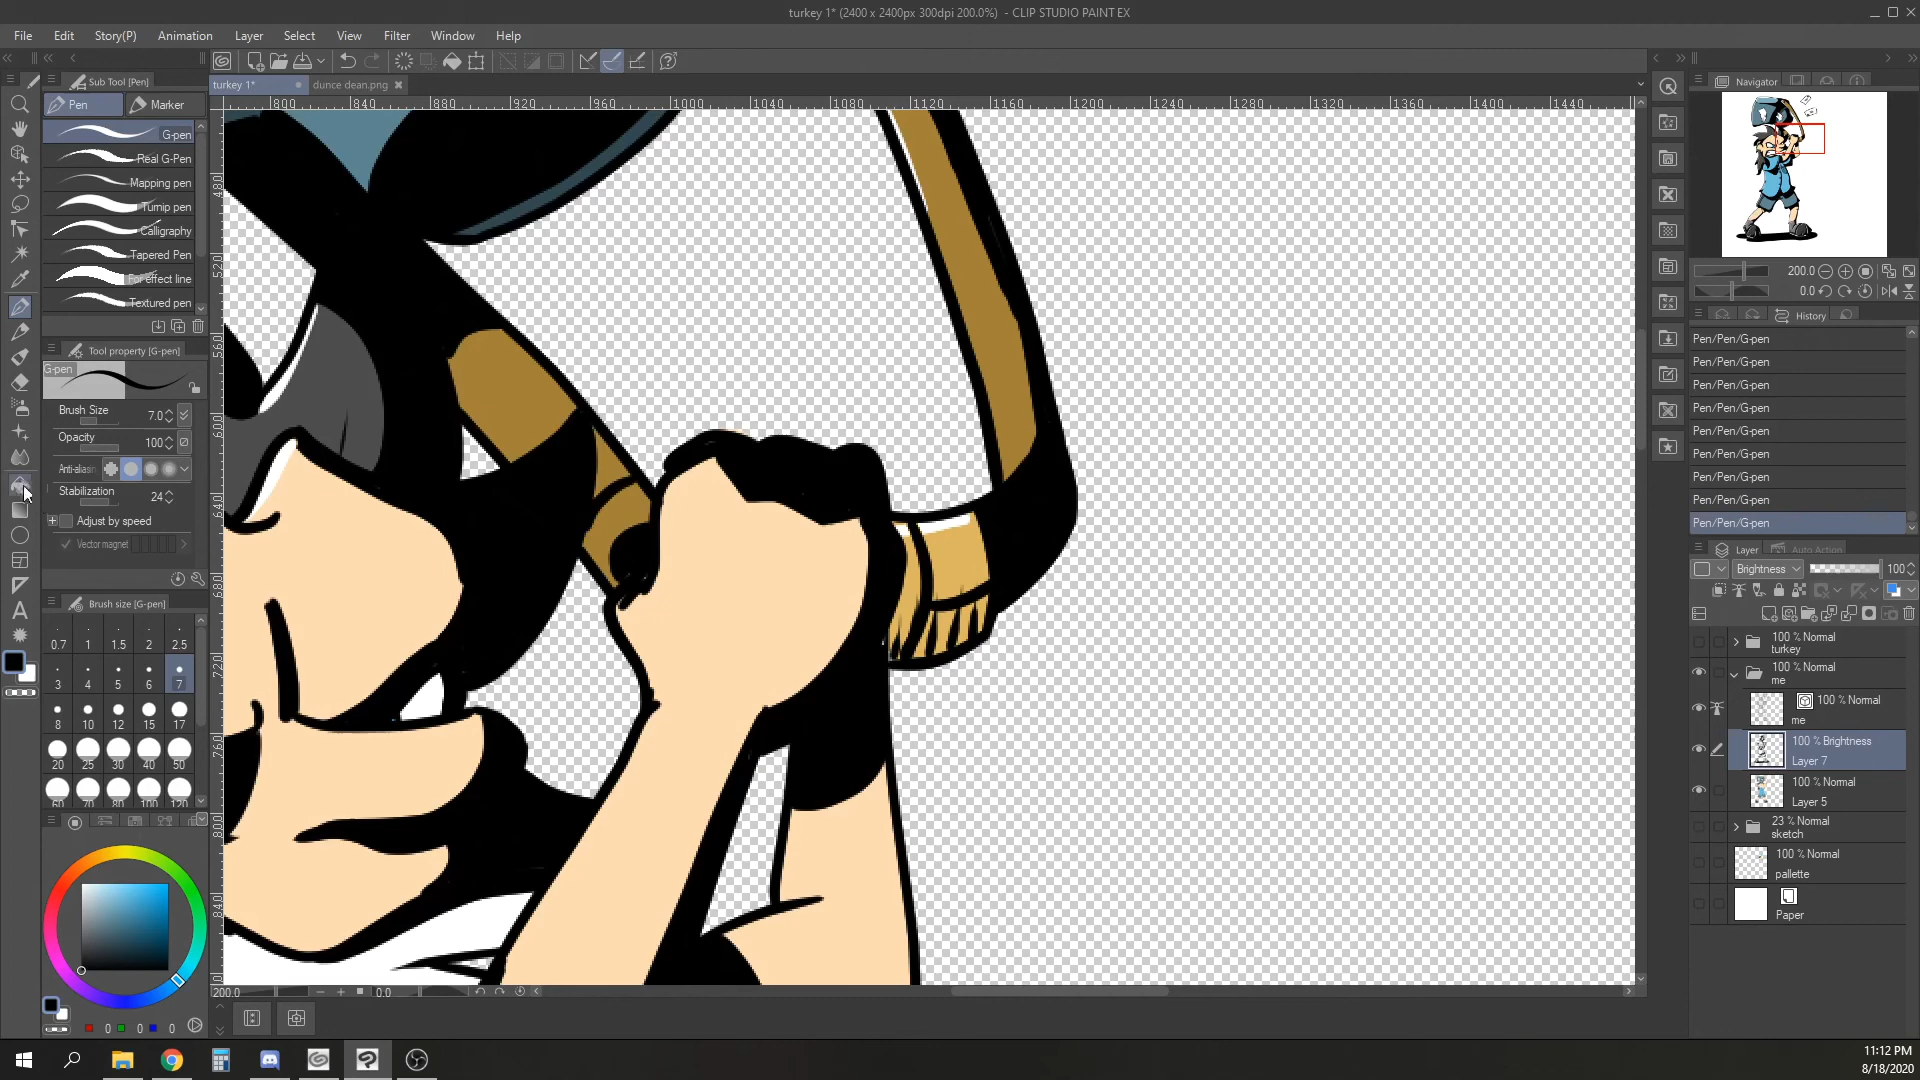 turkey 1* (2400 x 2400px 300dpi 200.0%) - CLIP STUDIO PAINT EX
File Edit Story(P) Animation Layer Select View Filter Window Help
Sub Tool [Pen]
Pen Marker
G-pen
Real G-Pen
Mapping pen
Turnip pen
Calligraphy
Tapered Pen
For effect line
Textured pen
Tool property [G-pen]
G-pen
Brush Size 7.0
Opacity 100
Anti-aliasin
Stabilization 24
Adjust by speed
Vector magnet
Brush size [G-pen]
0.7 1 1.5 2 2.5
3 4 5 6 7
8 10 12 15 17
20 25 30 40 50
60 70 80 100 120
0 0 0
turkey 1* dunce dean.png
800 840 880 920 960 1000 1040 1080 1120 1160 1200 1240 1280 1320 1360 1400 1440
480
520
560
600
640
680
720
760
800
840
200.0 0.0
Navigator
200.0
0.0
History
Pen/Pen/G-pen
Pen/Pen/G-pen
Pen/Pen/G-pen
Pen/Pen/G-pen
Pen/Pen/G-pen
Pen/Pen/G-pen
Pen/Pen/G-pen
Pen/Pen/G-pen
Pen/Pen/G-pen
Layer Auto Action
Brightness 100
100 % Normal
turkey
100 % Normal
me
100 % Normal
me
100 % Brightness
Layer 7
100 % Normal
Layer 5
23 % Normal
sketch
100 % Normal
pallette
Paper
11:12 PM
8/18/2020